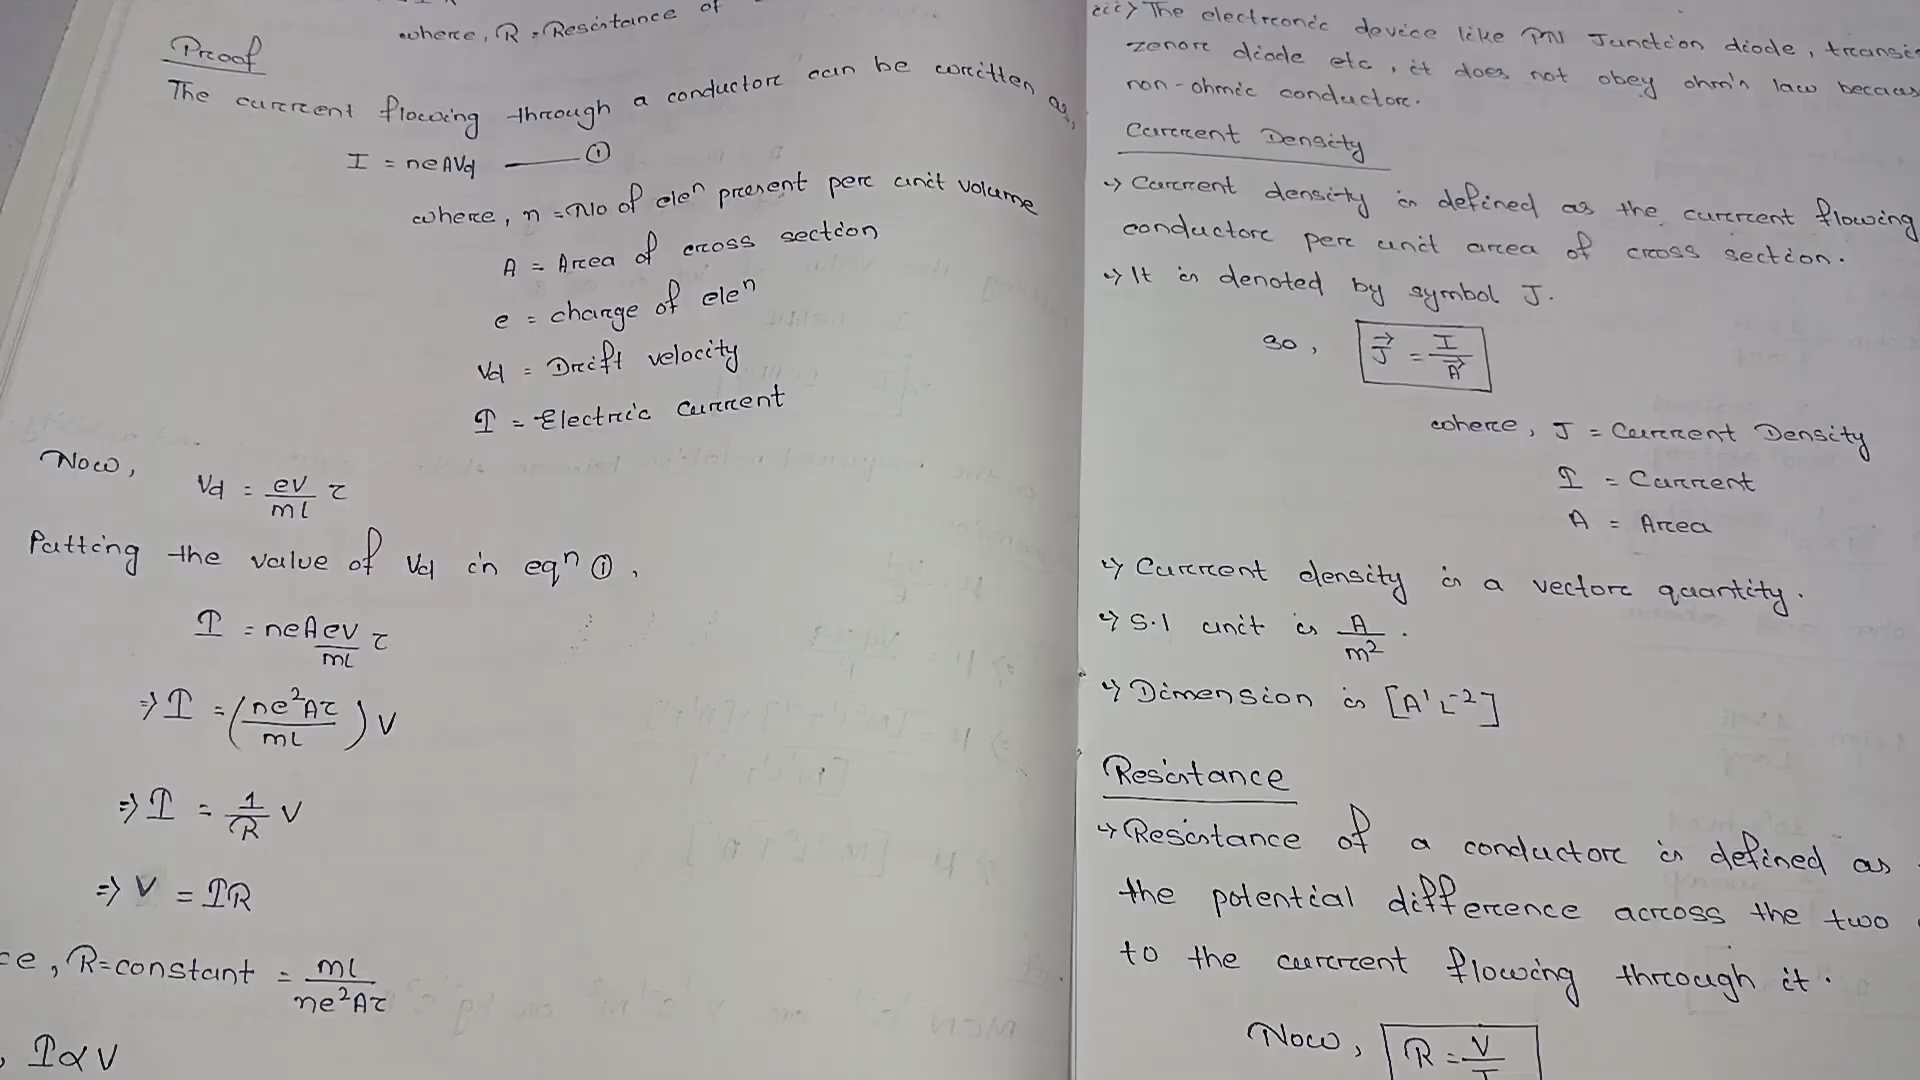 where, R = Resistance of
Proof
The current flowing through a conductor can be written as,
I = neAVd ——— ①
where, n = No of eleⁿ present per unit volume
A = Area of cross section
e = charge of eleⁿ
Vd = Drift velocity
I = Electric current
Now, Vd = eV/ml τ
Putting the value of Vd in eqⁿ ①,
I = neA eV/ml τ
⇒ I = (ne²Aτ/ml) V
⇒ I = 1/R V
⇒ V = IR
, R = constant = ml/ne²Aτ
, I ∝ V
iii) The electronic device like PN Junction diode,
zenor diode etc, it does not obey ohm's law
non-ohmic conductor.
Current Density
→ Current density is defined as the current flowing
conductor per unit area of cross section.
→ It is denoted by symbol J.
so, J⃗ = I/A⃗
where, J = Current Density
I = Current
A = Area
→ Current density is a vector quantity.
→ S.I unit is A/m².
→ Dimension is [A¹L⁻²]
Resistance
→ Resistance of a conductor is defined as
the potential difference across the two
to the current flowing through it.
Now, R = V/I